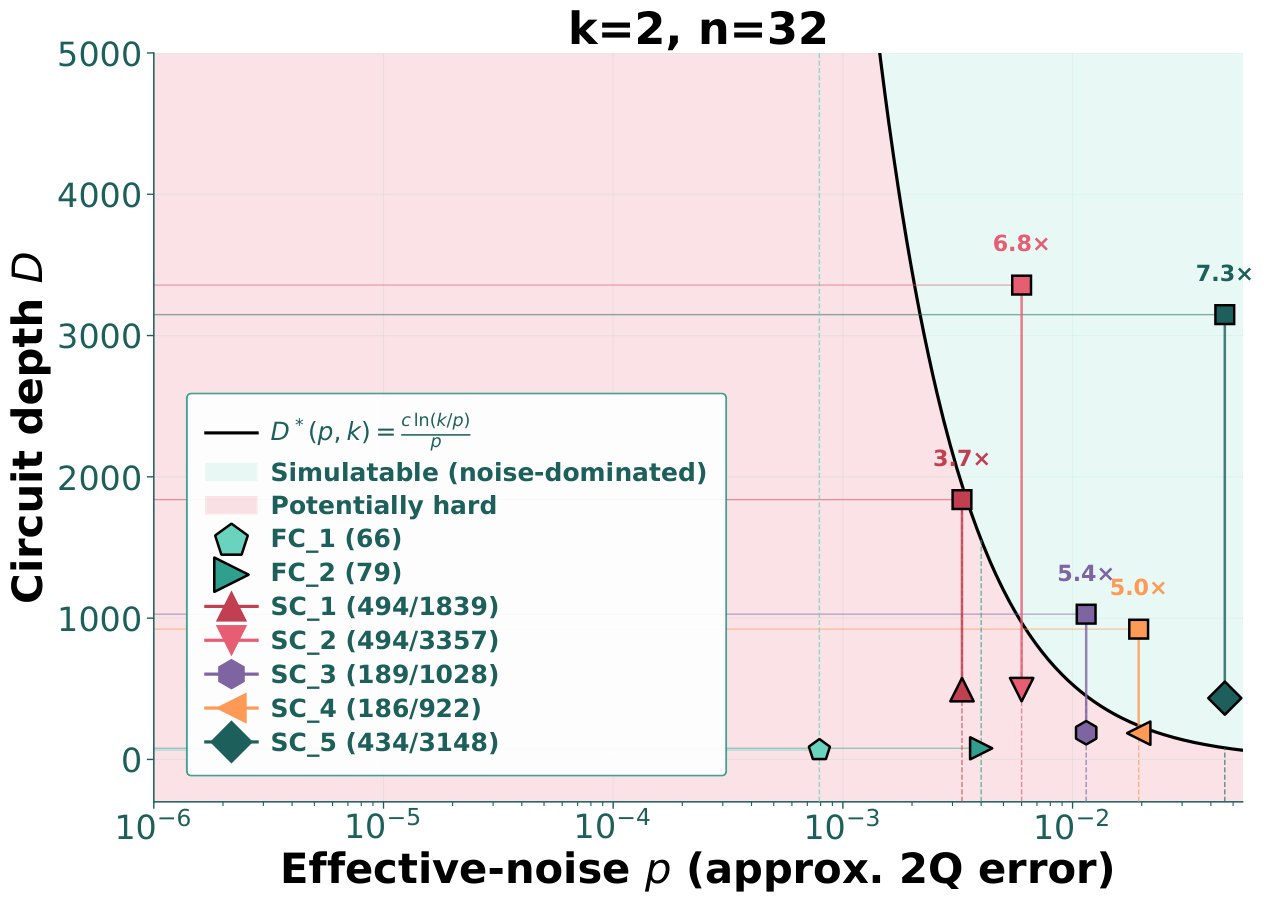 k=2, n=32
5000
4000
3000
2000
1000
0
Circuit depth D
6.8×
7.3×
3.7×
5.4×
5.0×
D*(p, k) = c ln(k/p) / p
Simulatable (noise-dominated)
Potentially hard
FC_1 (66)
FC_2 (79)
SC_1 (494/1839)
SC_2 (494/3357)
SC_3 (189/1028)
SC_4 (186/922)
SC_5 (434/3148)
10⁻⁶ 10⁻⁵ 10⁻⁴ 10⁻³ 10⁻²
Effective-noise p (approx. 2Q error)